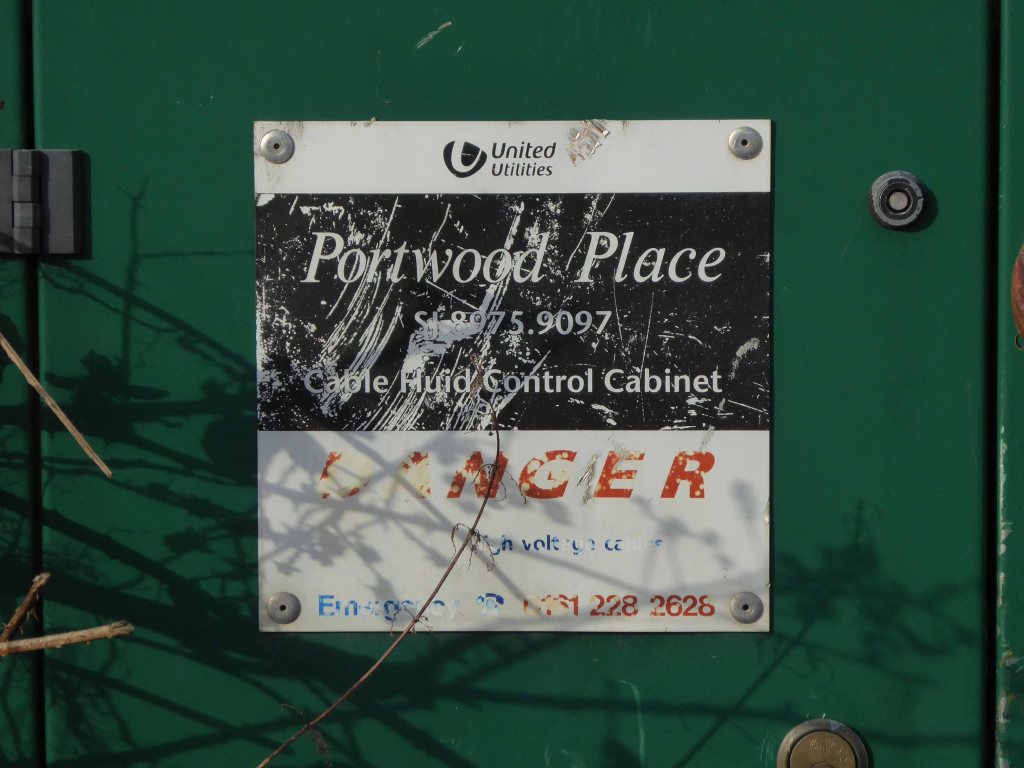 United
Utilities
Portwood Place
SJ 8975.9097
Cable Fluid Control Cabinet
DANGER
High voltage cables
Emergency ☎ 0161 228 2628